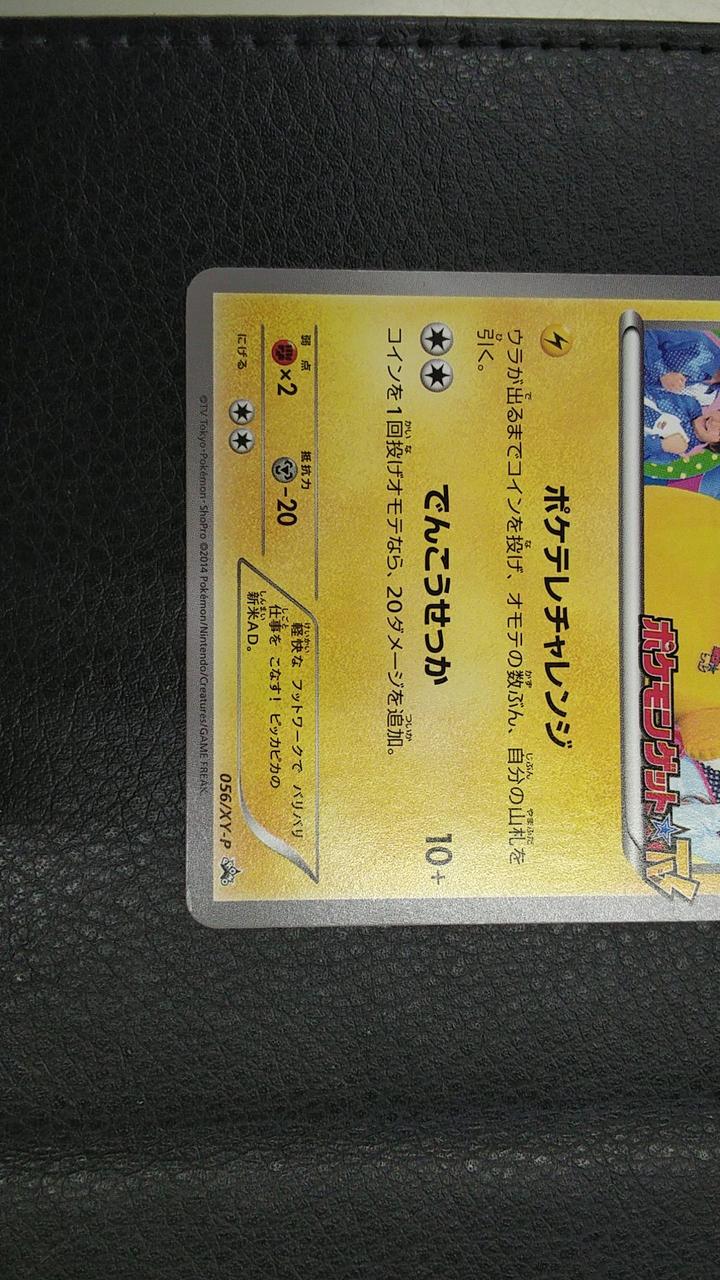 ポケモンゲット☆TV
ポケテレチャレンジ
ウラが出るまでコインを投げ、オモテの数ぶん、自分の山札を
引く。
でんこうせっか 10+
コインを1回投げオモテなら、20ダメージを追加。
弱点 抵抗力
×2 -20
にげる
軽快な フットワークで バリバリ
仕事を こなす! ピッカピカの
新米AD。
056/XY-P
©TV Tokyo·Pokémon·ShoPro ©2014 Pokémon/Nintendo/Creatures/GAME FREAK.